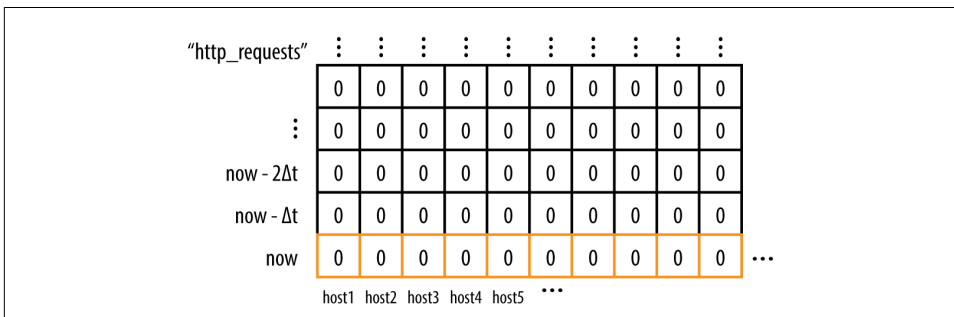 “http_requests” ⋮ ⋮ ⋮ ⋮ ⋮ ⋮ ⋮ ⋮ ⋮ ⋮
0 0 0 0 0 0 0 0 0 0
⋮ 0 0 0 0 0 0 0 0 0 0
now - 2Δt 0 0 0 0 0 0 0 0 0 0
now - Δt 0 0 0 0 0 0 0 0 0 0
now 0 0 0 0 0 0 0 0 0 0 ...
host1 host2 host3 host4 host5 ...